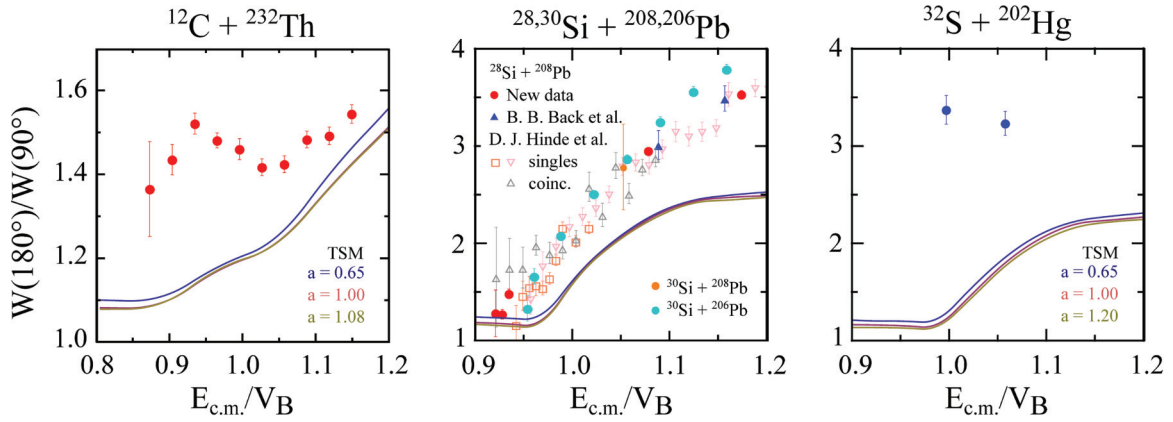 ¹²C + ²³²Th
²⁸,³⁰Si + ²⁰⁸,²⁰⁶Pb
³²S + ²⁰²Hg
W(180°)/W(90°)
1.6
1.4
1.2
1.0
TSM
a = 0.65
a = 1.00
a = 1.08
0.8 0.9 1.0 1.1 1.2
E_c.m./V_B
4
3
2
1
²⁸Si + ²⁰⁸Pb
New data
B. B. Back et al.
D. J. Hinde et al.
singles
coinc.
³⁰Si + ²⁰⁸Pb
³⁰Si + ²⁰⁶Pb
0.9 1.0 1.1 1.2
E_c.m./V_B
4
3
2
1
TSM
a = 0.65
a = 1.00
a = 1.20
0.9 1.0 1.1 1.2
E_c.m./V_B